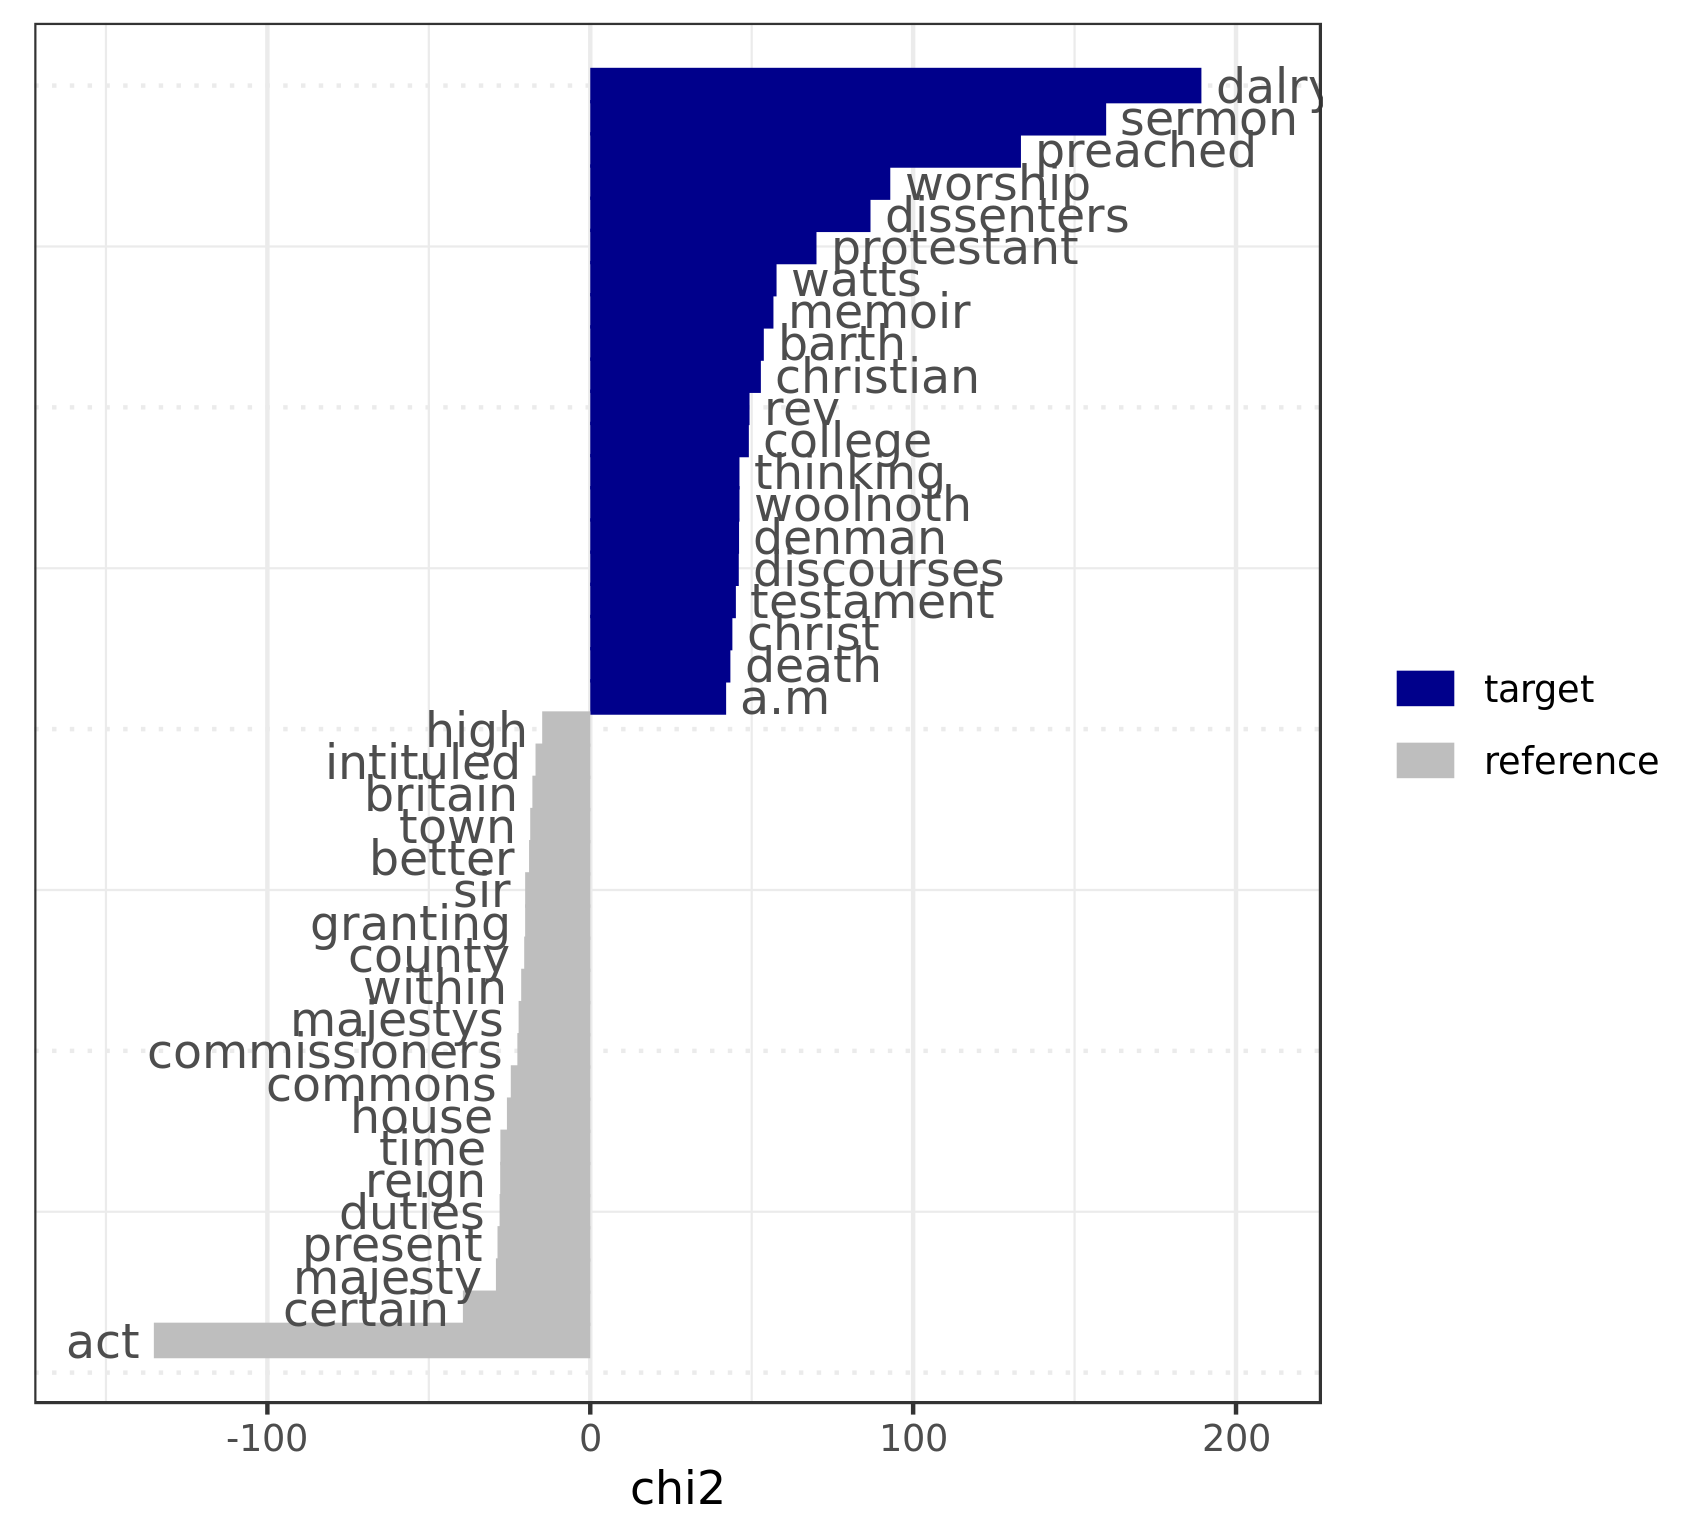 dalry
sermon
preached
worship
dissenters
protestant
watts
memoir
barth
christian
rev
college
thinking
woolnoth
denman
discourses
testament
christ
death
a.m
high
intituled
britain
town
better
sir
granting
county
within
majestys
commissioners
commons
house
time
reign
duties
present
majesty
certain
act
target
reference
-100 0 100 200
chi2